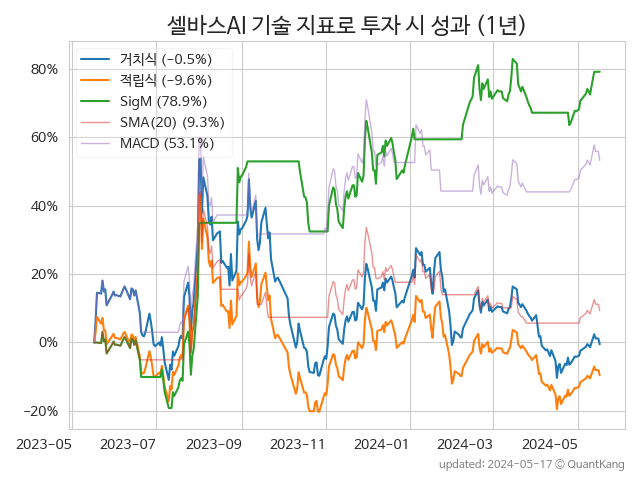 셀바스AI 기술 지표로 투자 시 성과 (1년)
거치식 (−0.5%)
적립식 (−9.6%)
SigM (78.9%)
SMA(20) (9.3%)
MACD (53.1%)
80%
60%
40%
20%
0%
−20%
2023-05 2023-07 2023-09 2023-11 2024-01 2024-03 2024-05
updated: 2024-05-17 © QuantKang